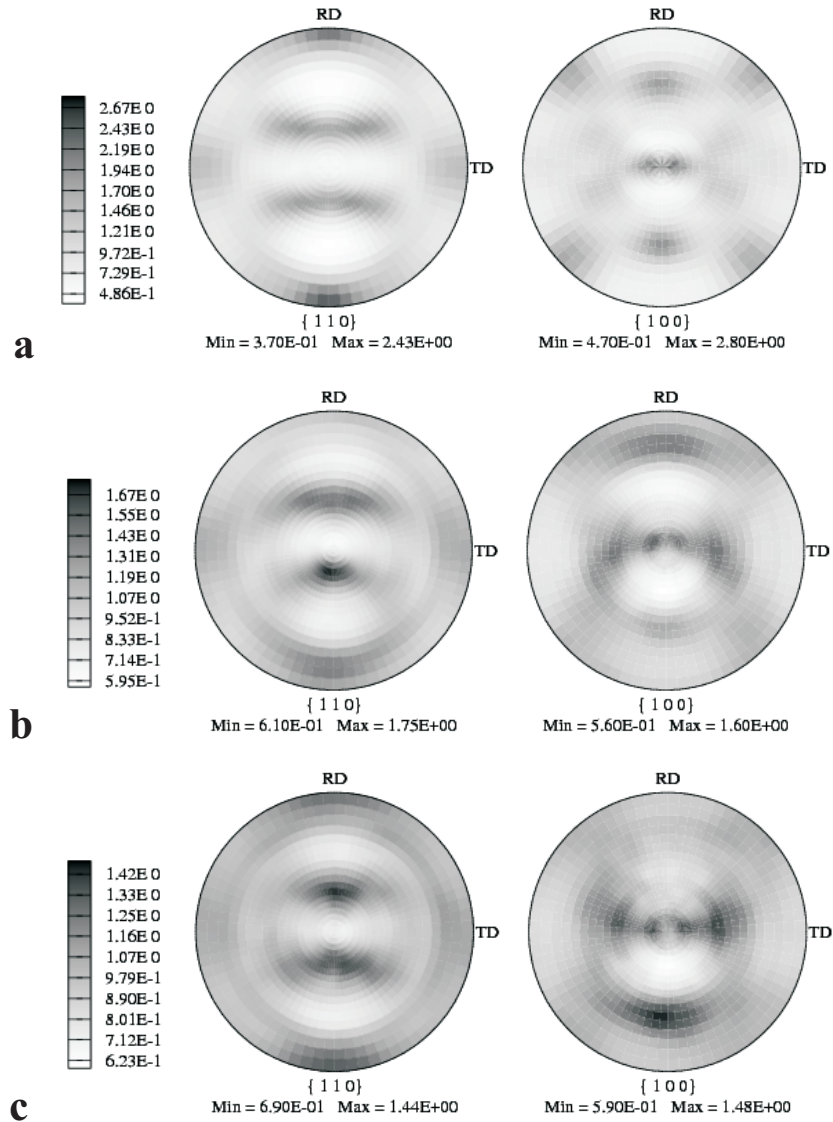 RD RD
2.67E 0
2.43E 0
2.19E 0
1.94E 0
1.70E 0
1.46E 0
1.21E 0
9.72E-1
7.29E-1
4.86E-1
TD TD
{ 1 1 0} { 1 0 0}
a Min = 3.70E-01 Max = 2.43E+00 Min = 4.70E-01 Max = 2.80E+00
RD RD
1.67E 0
1.55E 0
1.43E 0
1.31E 0
1.19E 0
1.07E 0
9.52E-1
8.33E-1
7.14E-1
5.95E-1
TD TD
{ 1 1 0} { 1 0 0}
b Min = 6.10E-01 Max = 1.75E+00 Min = 5.60E-01 Max = 1.60E+00
RD RD
1.42E 0
1.33E 0
1.25E 0
1.16E 0
1.07E 0
9.79E-1
8.90E-1
8.01E-1
7.12E-1
6.23E-1
TD TD
{ 1 1 0} { 1 0 0}
c Min = 6.90E-01 Max = 1.44E+00 Min = 5.90E-01 Max = 1.48E+00